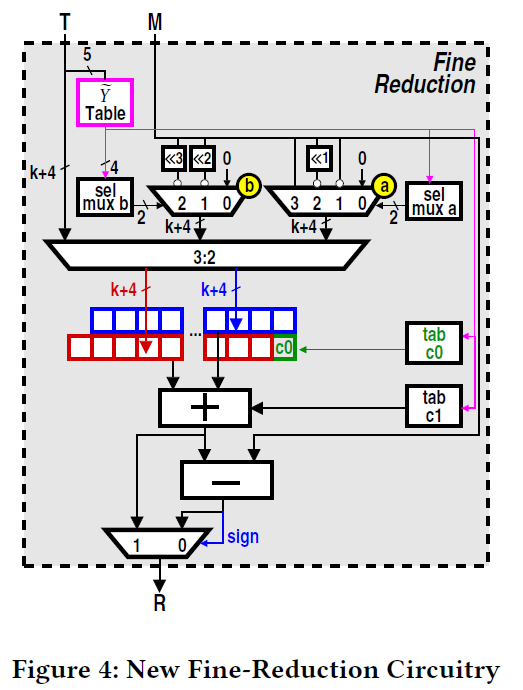 T M
5
Fine
Reduction
Ỹ
Table
k+4
4
≪3 ≪2 0
≪1 0
b
a
sel
mux b
2
2 1 0
3 2 1 0
2
sel
mux a
k+4
k+4
3:2
k+4
k+4
...
c0
tab
c0
+
tab
c1
−
1 0
sign
R
Figure 4: New Fine-Reduction Circuitry